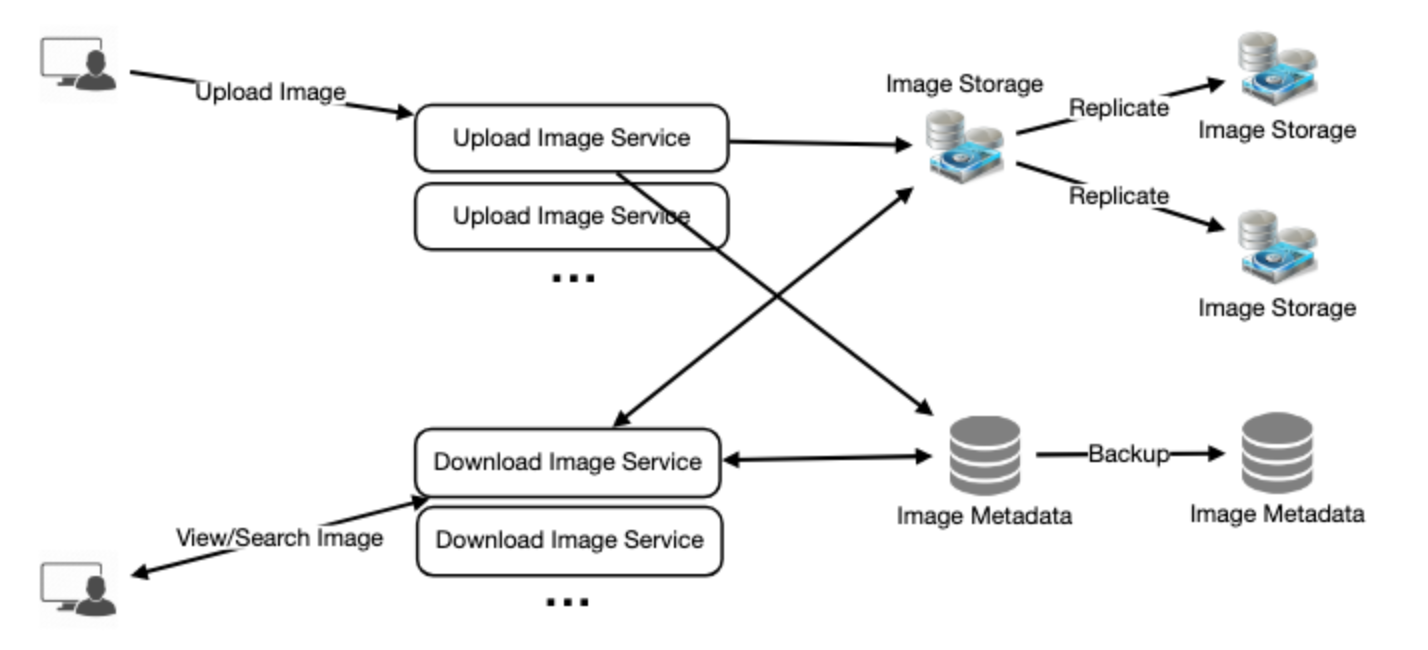 Upload Image
Upload Image Service
Upload Image Service
...
Image Storage
Replicate
Image Storage
Replicate
Image Storage
View/Search Image
Download Image Service
Download Image Service
...
Image Metadata
Backup
Image Metadata